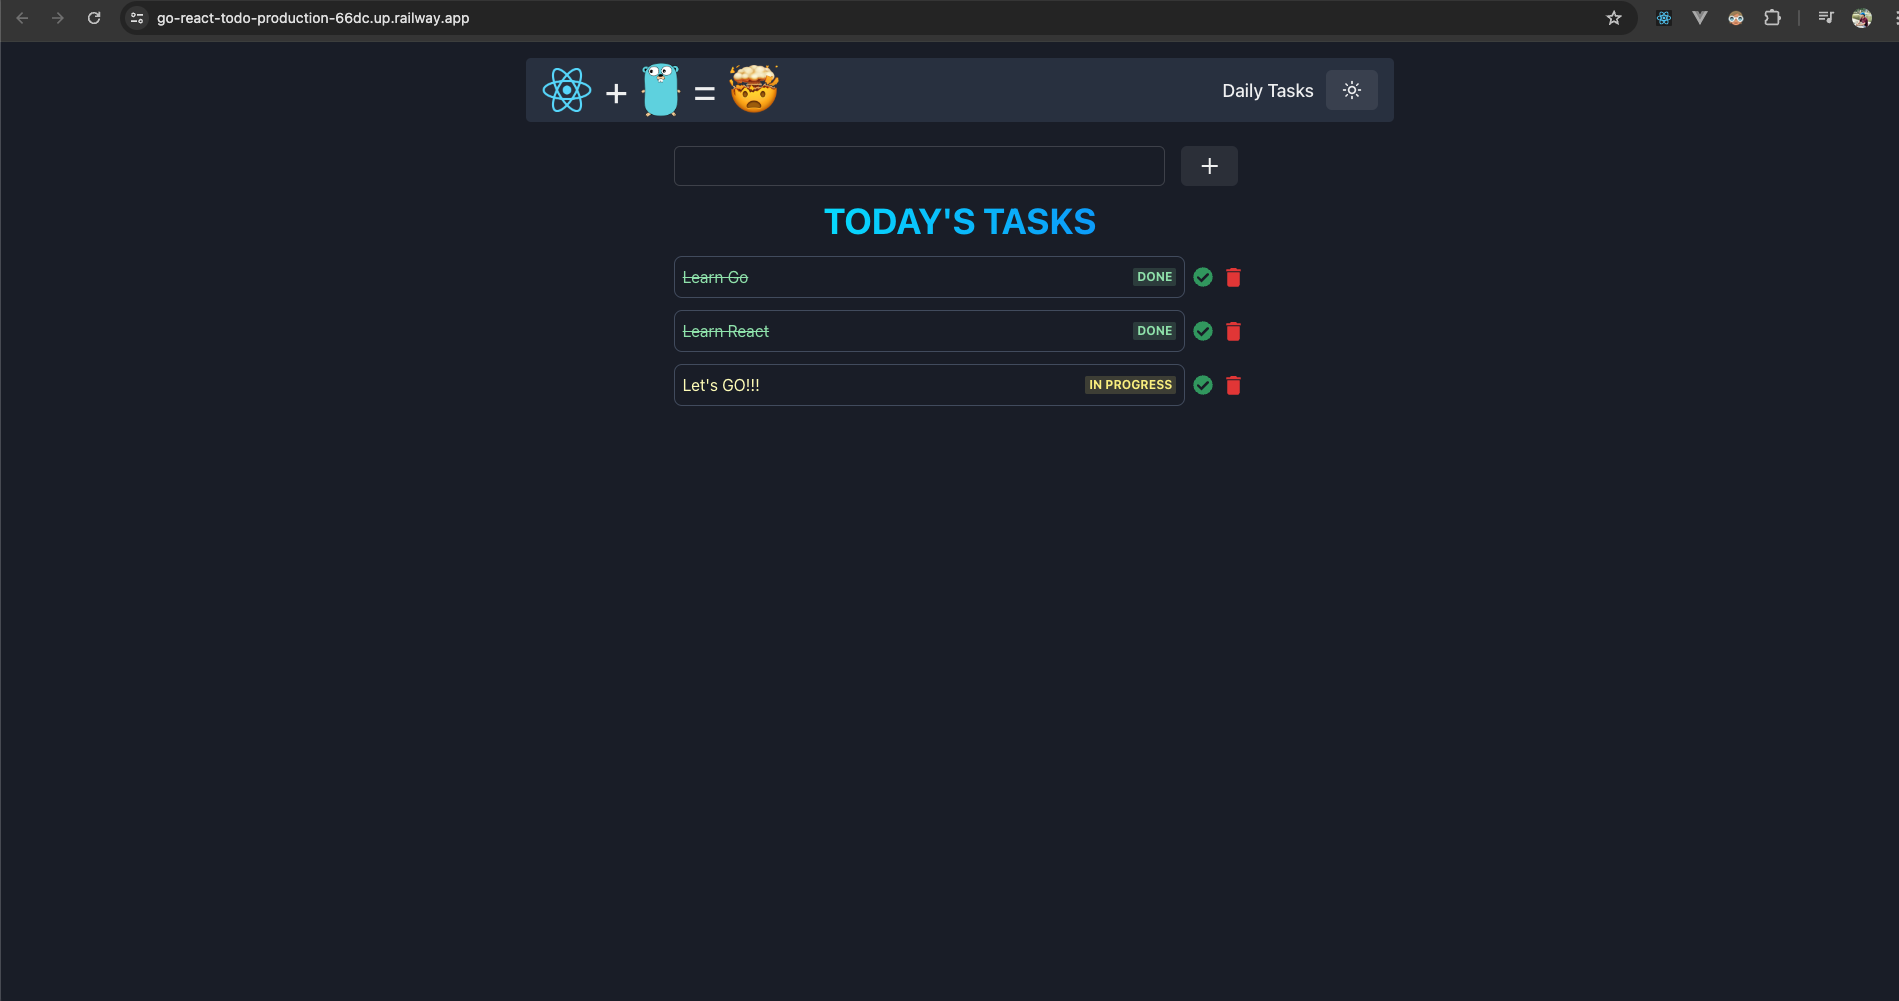 go-react-todo-production-66dc.up.railway.app
+ = Daily Tasks
+
TODAY'S TASKS
Learn Go DONE
Learn React DONE
Let's GO!!! IN PROGRESS